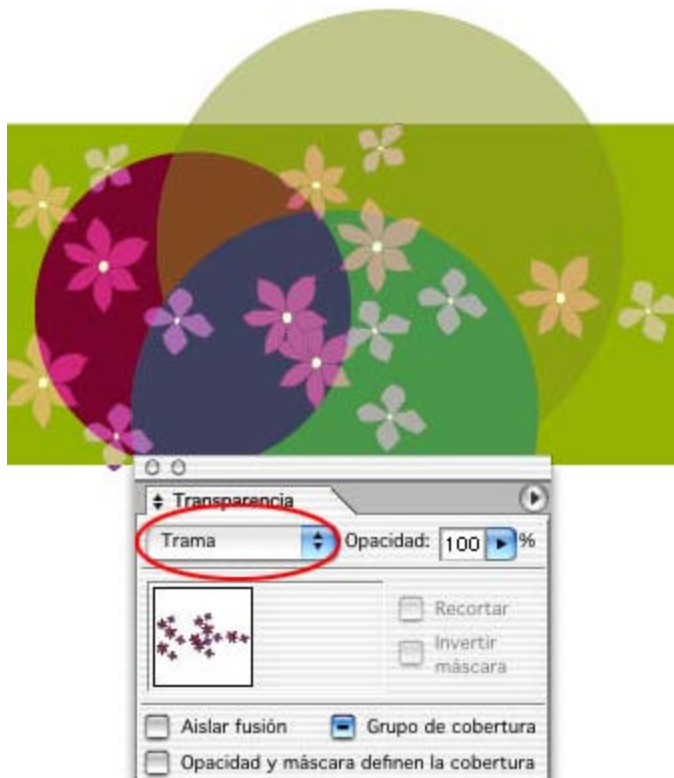 Transparencia
Trama Opacidad: 100 %
Recortar
Invertir
máscara
Aislar fusión Grupo de cobertura
Opacidad y máscara definen la cobertura